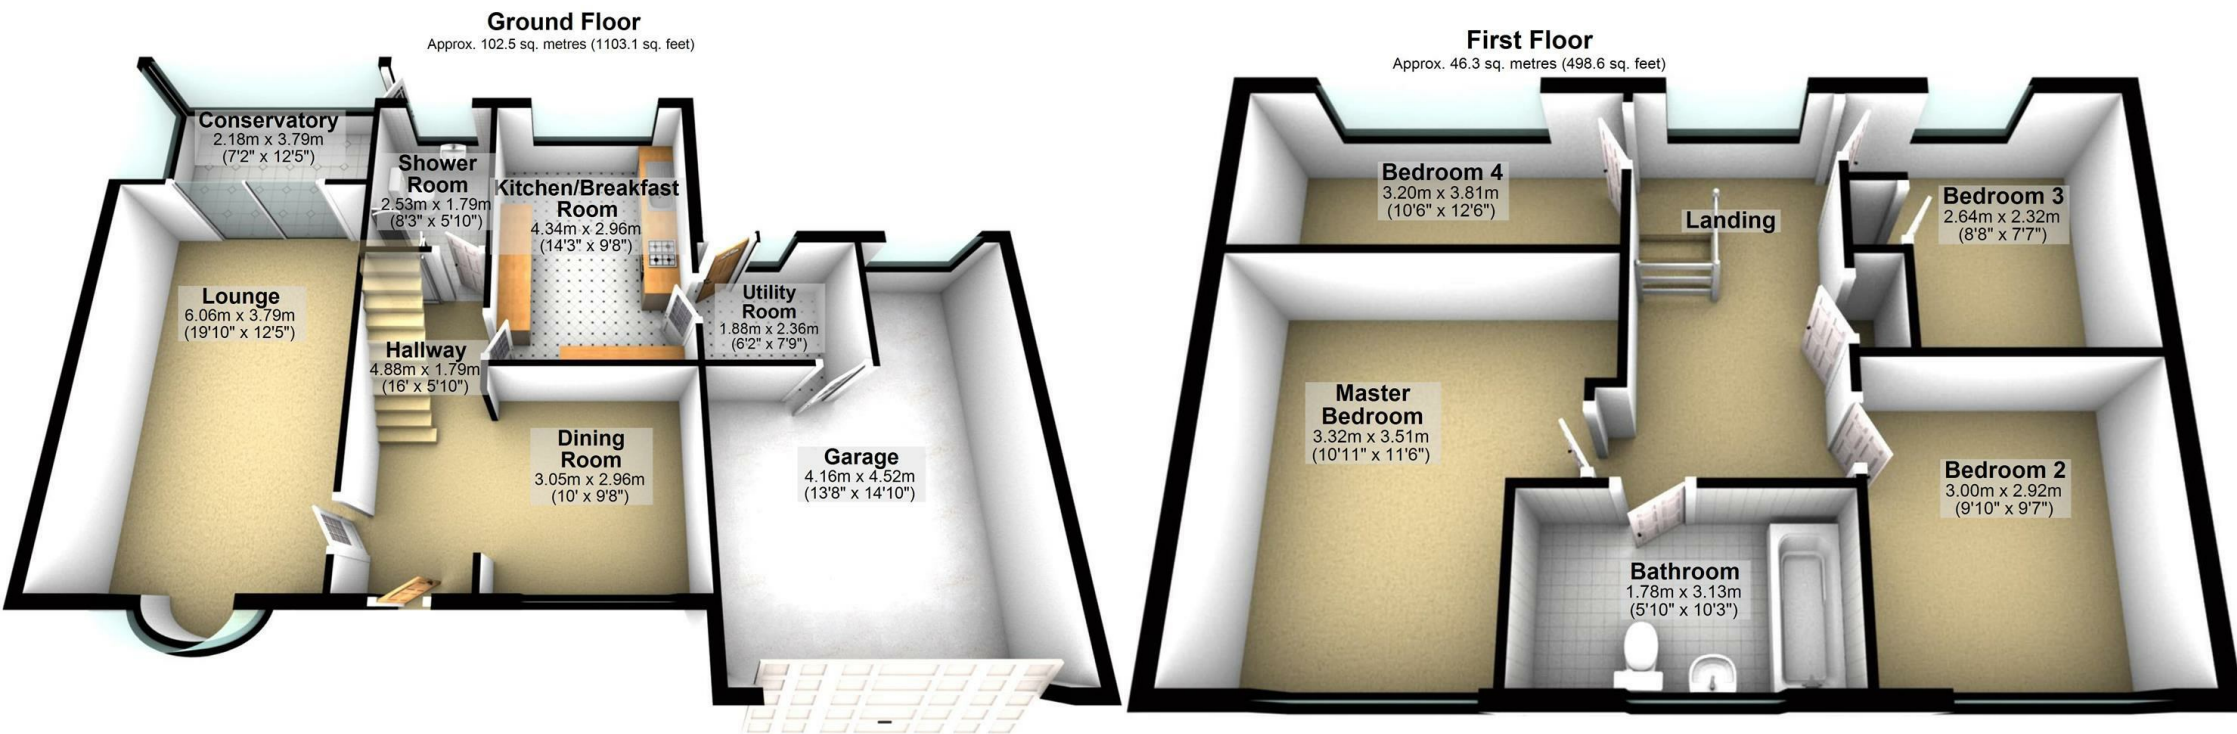 Ground Floor
Approx. 102.5 sq. metres (1103.1 sq. feet)
Conservatory
2.18m x 3.79m
(7'2" x 12'5")
Shower
Room
2.53m x 1.79m
(8'3" x 5'10")
Kitchen/Breakfast
Room
4.34m x 2.96m
(14'3" x 9'8")
Lounge
6.06m x 3.79m
(19'10" x 12'5")
Utility
Room
1.88m x 2.36m
(6'2" x 7'9")
Hallway
4.88m x 1.79m
(16' x 5'10")
Dining
Room
3.05m x 2.96m
(10' x 9'8")
Garage
4.16m x 4.52m
(13'8" x 14'10")
First Floor
Approx. 46.3 sq. metres (498.6 sq. feet)
Bedroom 4
3.20m x 3.81m
(10'6" x 12'6")
Landing
Bedroom 3
2.64m x 2.32m
(8'8" x 7'7")
Master
Bedroom
3.32m x 3.51m
(10'11" x 11'6")
Bedroom 2
3.00m x 2.92m
(9'10" x 9'7")
Bathroom
1.78m x 3.13m
(5'10" x 10'3")